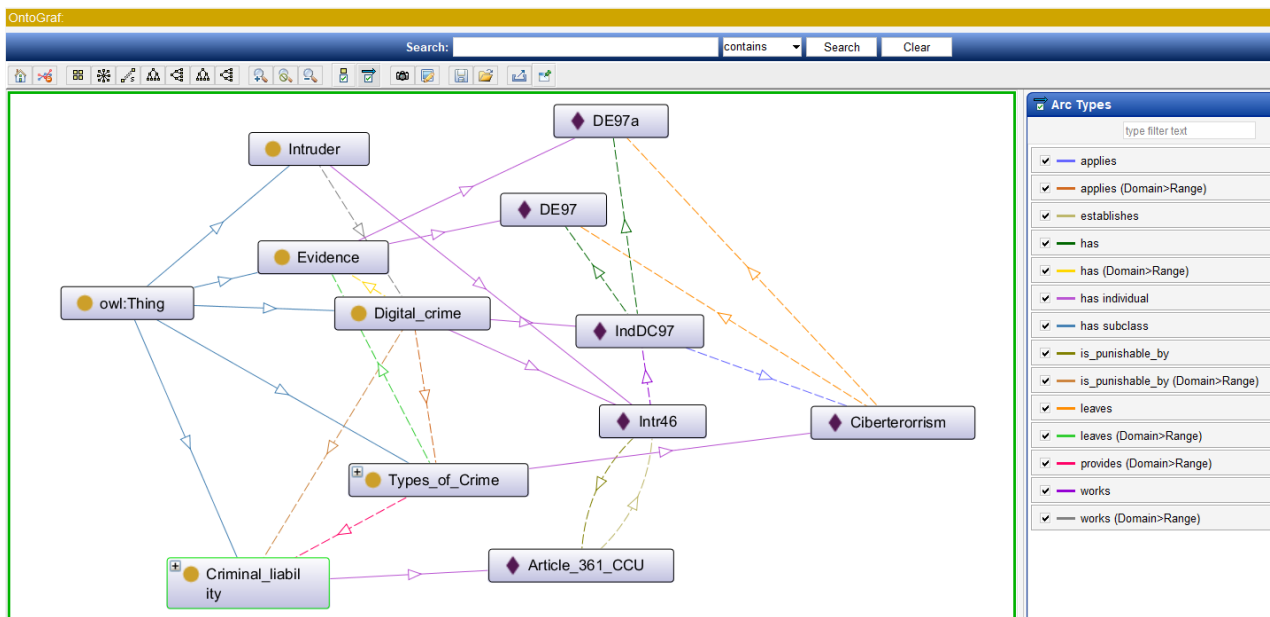 OntoGraf:
Search:
contains
Search
Clear
Arc Types
type filter text
applies
applies (Domain>Range)
establishes
has
has (Domain>Range)
has individual
has subclass
is_punishable_by
is_punishable_by (Domain>Range)
leaves
leaves (Domain>Range)
provides (Domain>Range)
works
works (Domain>Range)
DE97a
Intruder
DE97
Evidence
owl:Thing
Digital_crime
IndDC97
Intr46
Ciberterorrism
Types_of_Crime
Article_361_CCU
Criminal_liabil
ity